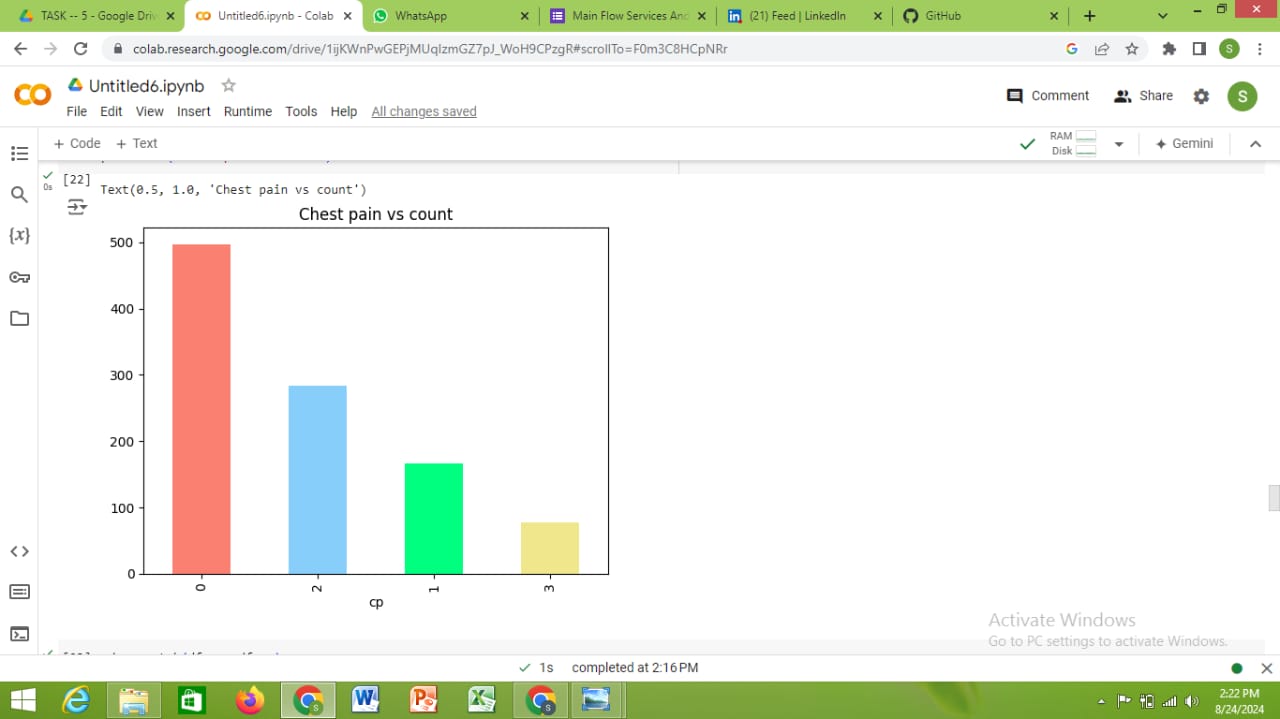 TASK -- 5 - Google Driv
Untitled6.ipynb - Colab
WhatsApp
Main Flow Services And
(21) Feed | LinkedIn
GitHub
colab.research.google.com/drive/1ijKWnPwGEPjMUqIzmGZ7pJ_WoH9CPzgR#scrollTo=F0m3C8HCpNRr
S
Untitled6.ipynb
Comment
Share
S
File Edit View Insert Runtime Tools Help All changes saved
+ Code + Text
RAM
Disk
Gemini
0s
[22]
Text(0.5, 1.0, 'Chest pain vs count')
{x}
Chest pain vs count
500
400
300
200
100
0
0 2 1 3
cp
Activate Windows
Go to PC settings to activate Windows.
1s completed at 2:16 PM
2:22 PM
8/24/2024